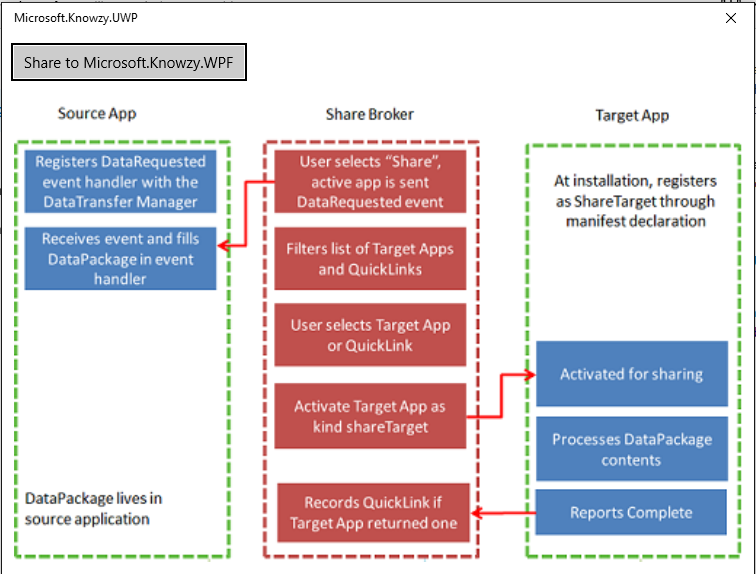 Microsoft.Knowzy.UWP
Share to Microsoft.Knowzy.WPF
Source App
Registers DataRequested
event handler with the
DataTransfer Manager
Receives event and fills
DataPackage in event
handler
DataPackage lives in
source application
Share Broker
User selects “Share”,
active app is sent
DataRequested event
Filters list of Target Apps
and QuickLinks
User selects Target App
or QuickLink
Activate Target App as
kind shareTarget
Records QuickLink if
Target App returned one
Target App
At installation, registers
as ShareTarget through
manifest declaration
Activated for sharing
Processes DataPackage
contents
Reports Complete